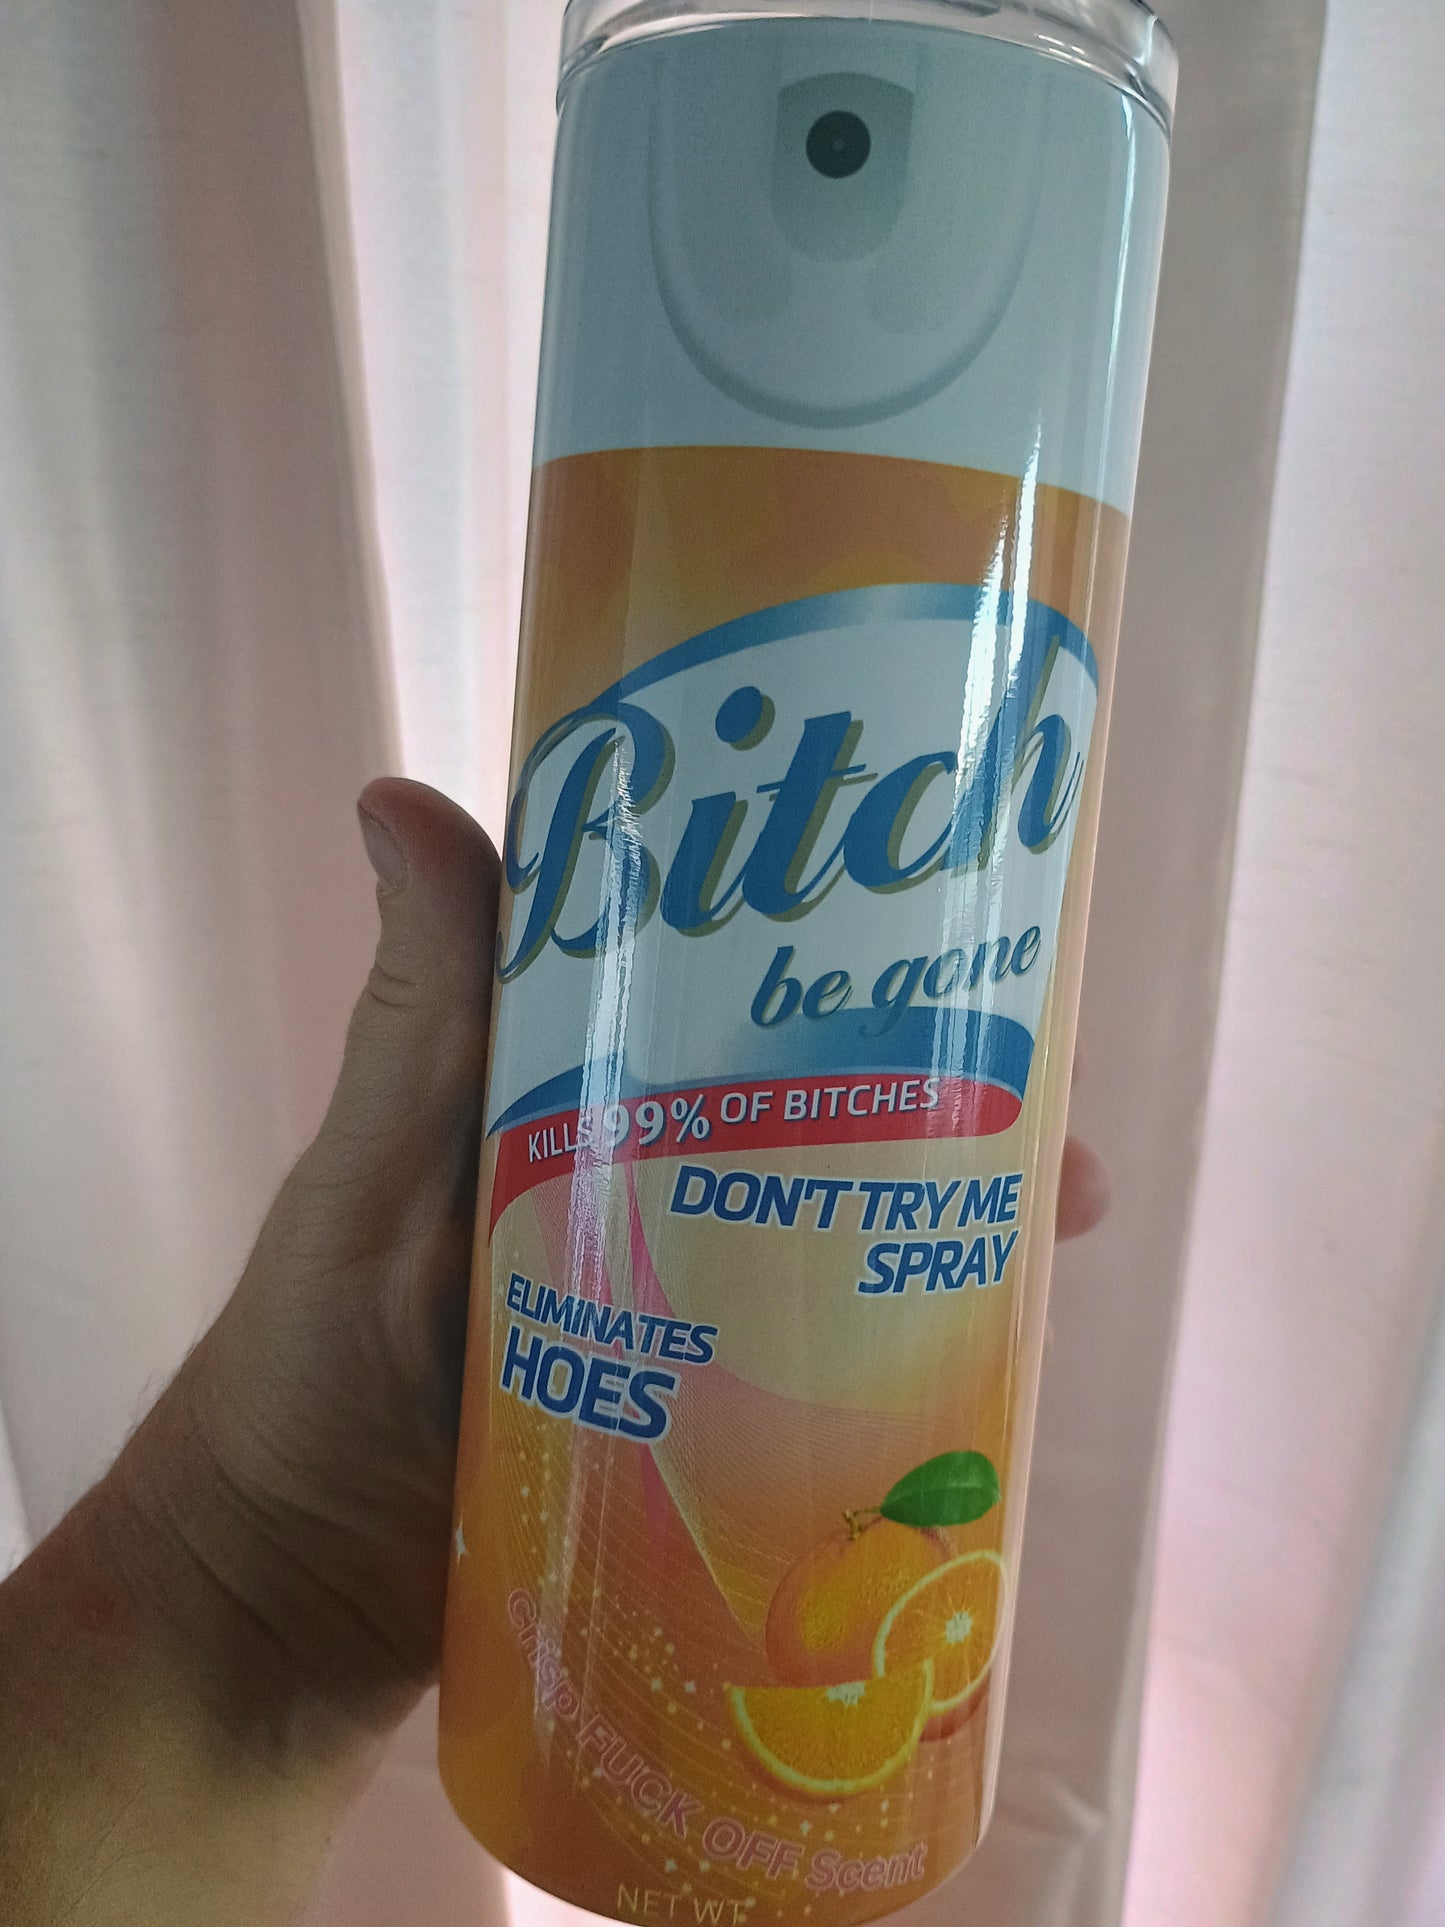 Bitch
be gone
KILLS 99% OF BITCHES
DON'T TRY ME
SPRAY
ELIMINATES
HOES
Crisp FUCK OFF Scent
NET WT